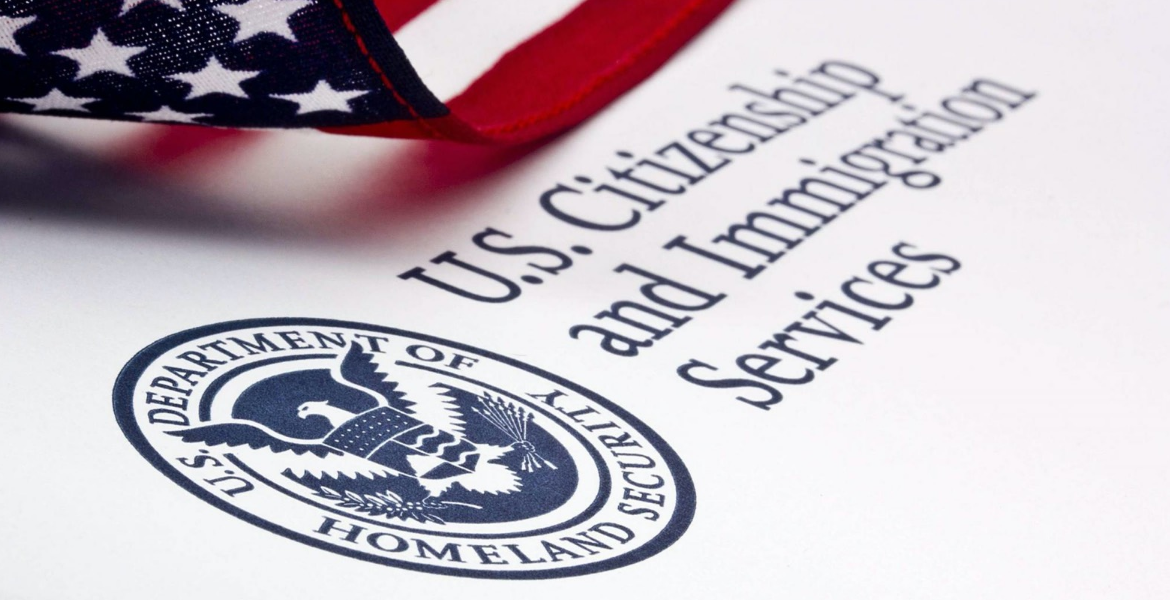 U.S. Citizenship
and Immigration
Services
U.S. DEPARTMENT OF
HOMELAND SECURITY